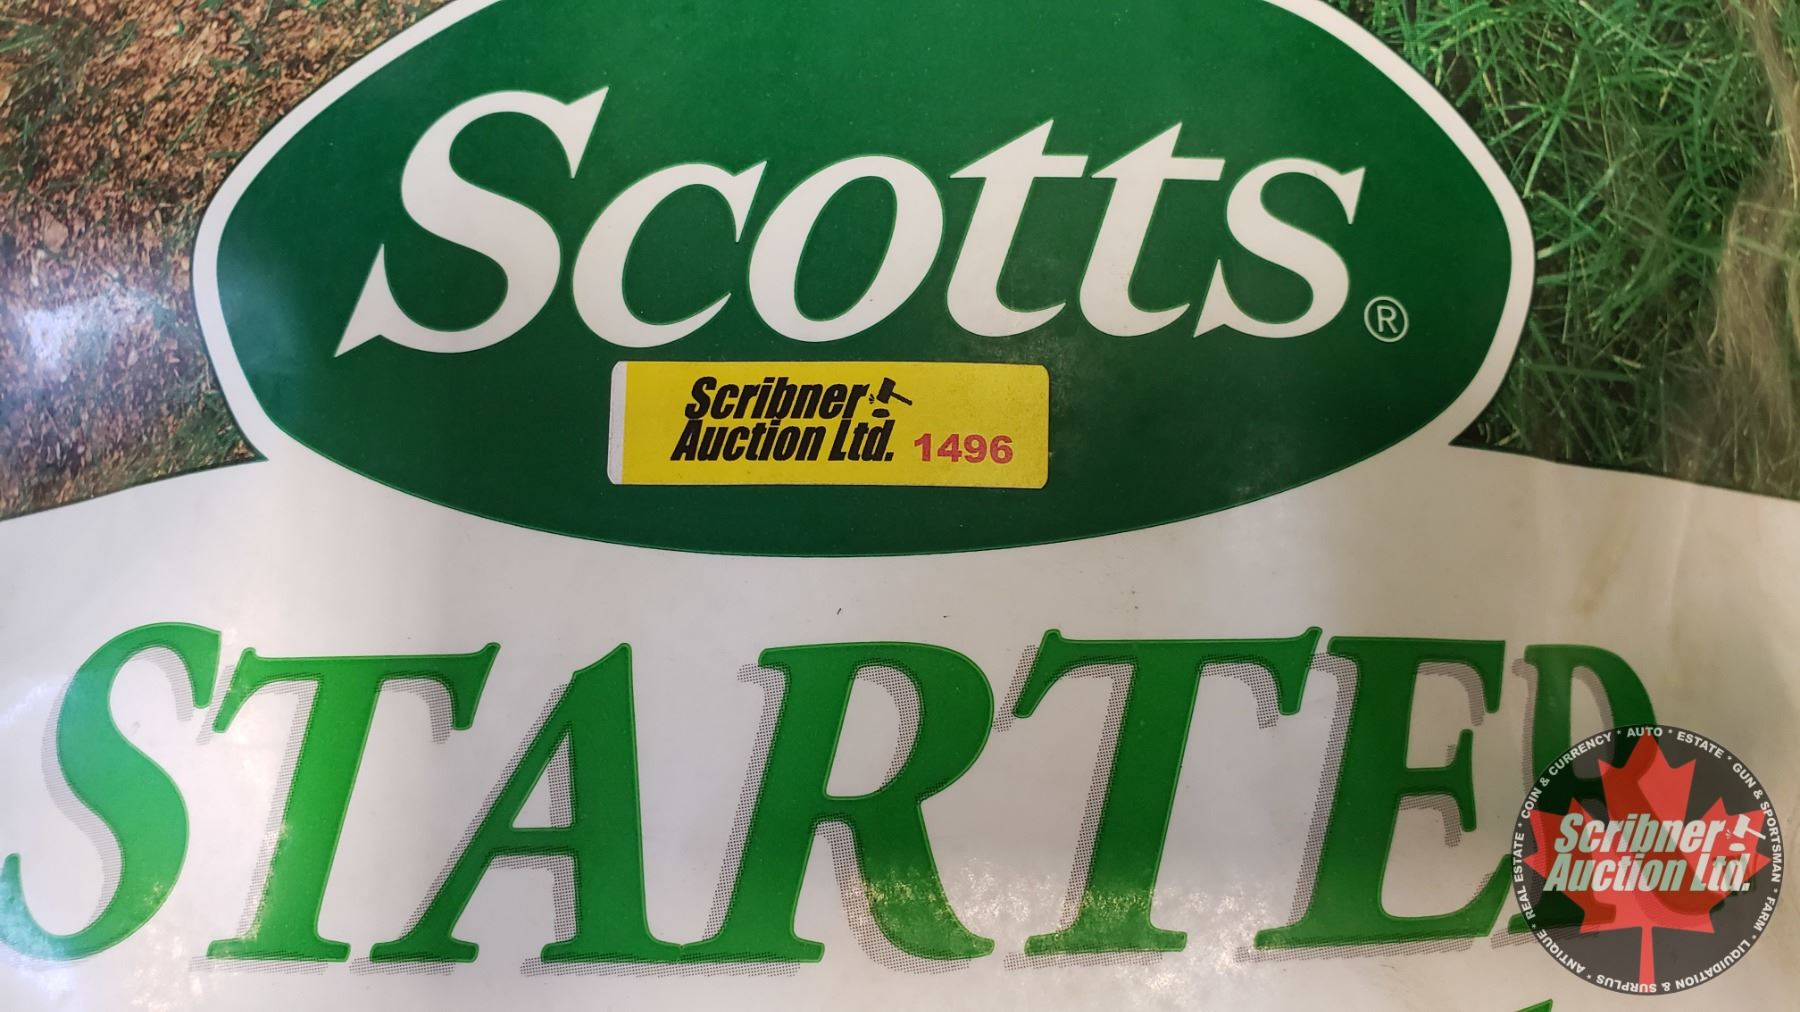 Scotts®
Scribner
Auction Ltd. 1496
STARTER
COIN & CURRENCY * AUTO * ESTATE * GUN & SPORTSMAN * FARM * LIQUIDATION & SURPLUS * ANTIQUE * REAL ESTATE *
Scribner
Auction Ltd.